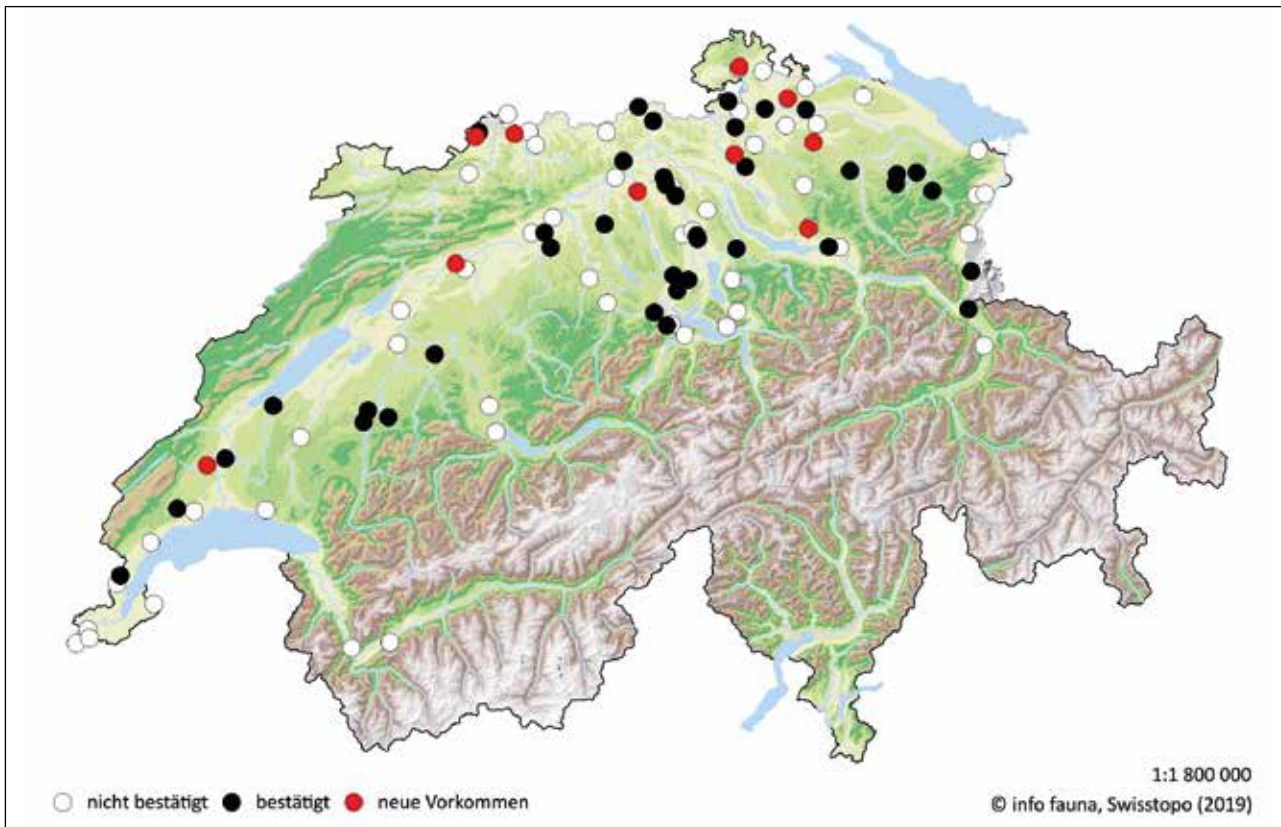 1:1 800 000
nicht bestätigt bestätigt neue Vorkommen
© info fauna, Swisstopo (2019)